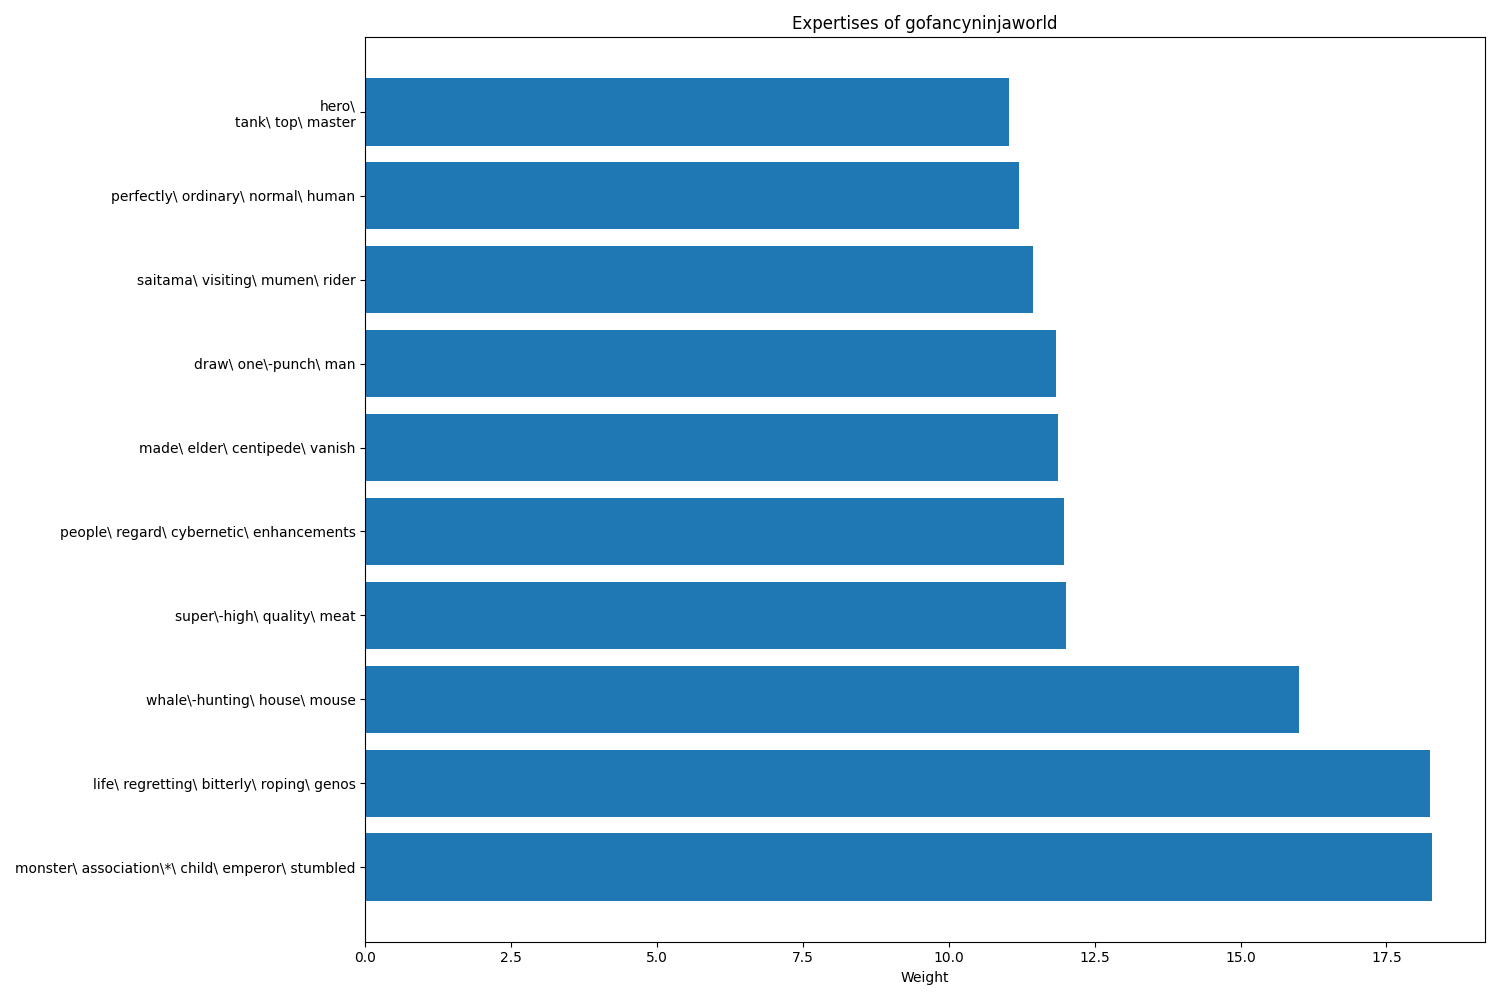 Expertises of gofancyninjaworld
hero\
tank\ top\ master
perfectly\ ordinary\ normal\ human
saitama\ visiting\ mumen\ rider
draw\ one\-punch\ man
made\ elder\ centipede\ vanish
people\ regard\ cybernetic\ enhancements
super\-high\ quality\ meat
whale\-hunting\ house\ mouse
life\ regretting\ bitterly\ roping\ genos
monster\ association\*\ child\ emperor\ stumbled
0.0 2.5 5.0 7.5 10.0 12.5 15.0 17.5
Weight